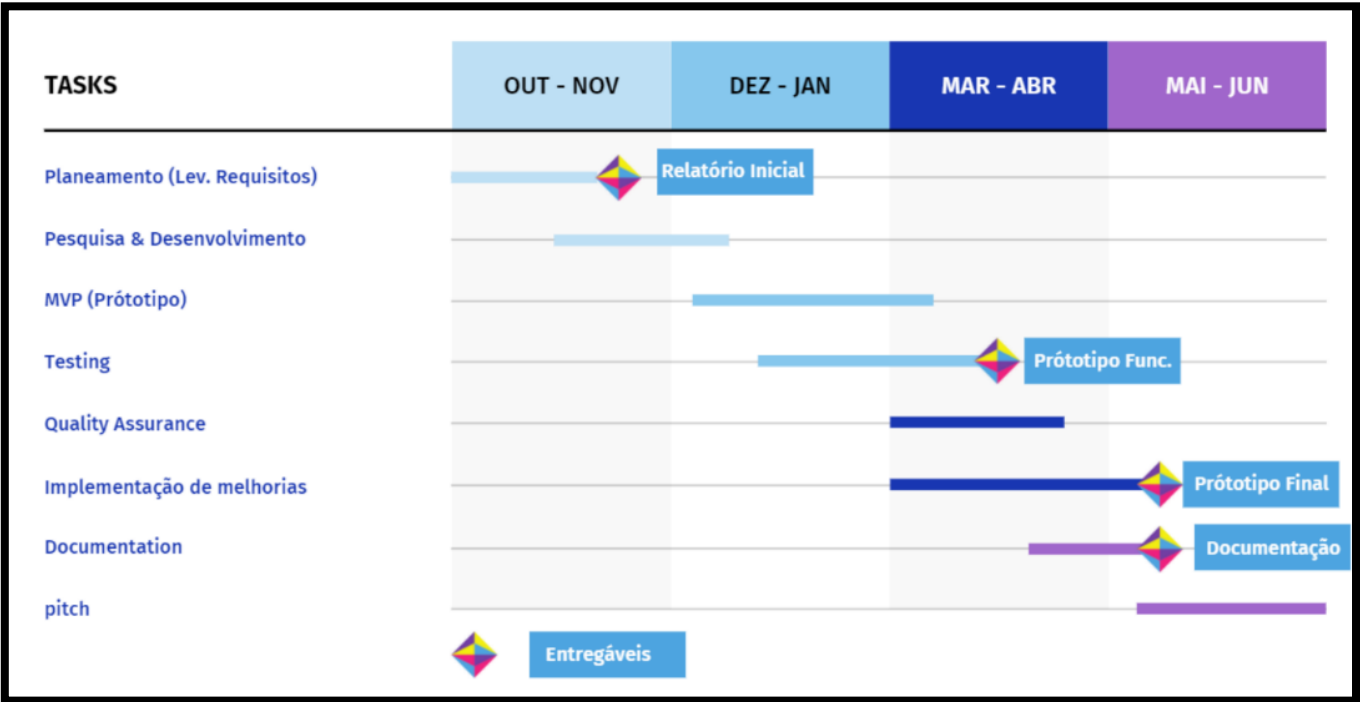 TASKS
OUT - NOV
DEZ - JAN
MAR - ABR
MAI - JUN
Planeamento (Lev. Requisitos)
Relatório Inicial
Pesquisa & Desenvolvimento
MVP (Prótotipo)
Testing
Prótotipo Func.
Quality Assurance
Implementação de melhorias
Prótotipo Final
Documentation
Documentação
pitch
Entregáveis